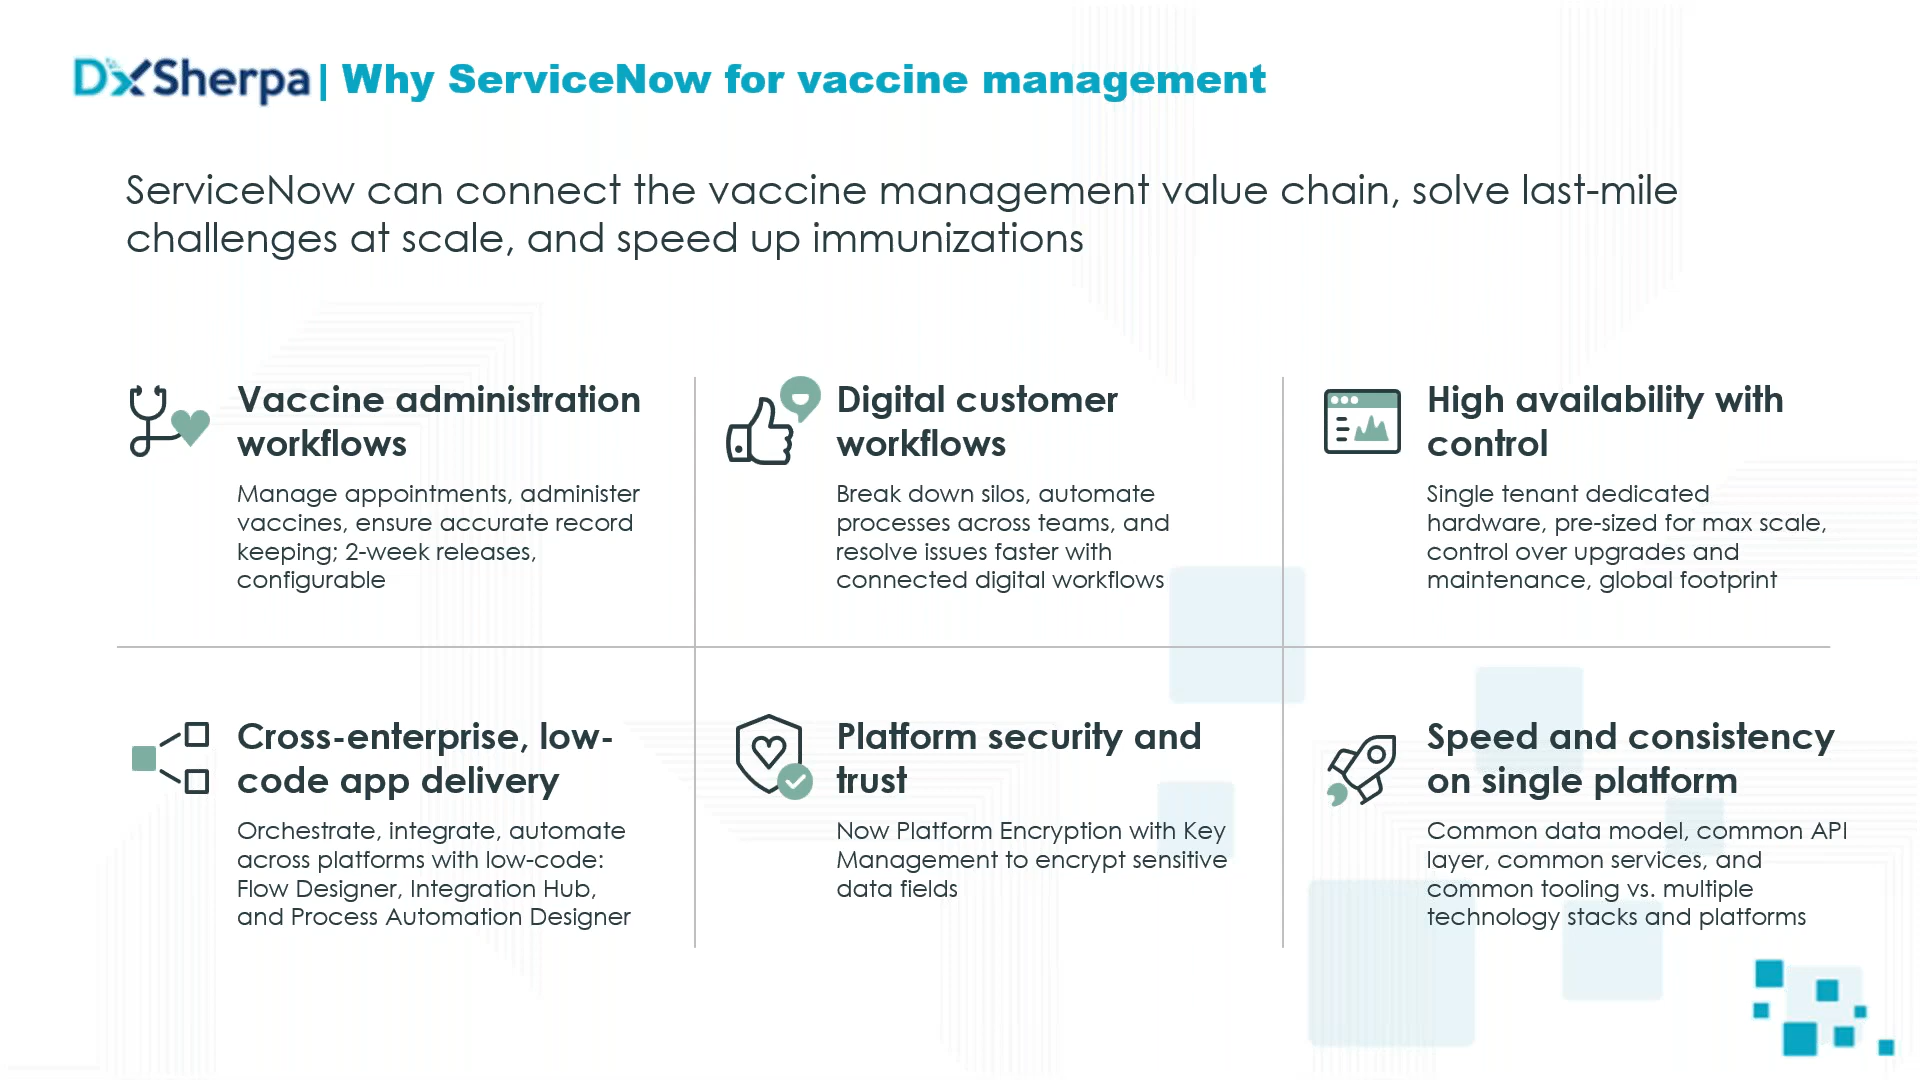 DxSherpa | Why ServiceNow for vaccine management
ServiceNow can connect the vaccine management value chain, solve last-mile
challenges at scale, and speed up immunizations
Vaccine administration
workflows
Manage appointments, administer
vaccines, ensure accurate record
keeping; 2-week releases,
configurable
Digital customer
workflows
Break down silos, automate
processes across teams, and
resolve issues faster with
connected digital workflows
High availability with
control
Single tenant dedicated
hardware, pre-sized for max scale,
control over upgrades and
maintenance, global footprint
Cross-enterprise, low-
code app delivery
Orchestrate, integrate, automate
across platforms with low-code:
Flow Designer, Integration Hub,
and Process Automation Designer
Platform security and
trust
Now Platform Encryption with Key
Management to encrypt sensitive
data fields
Speed and consistency
on single platform
Common data model, common API
layer, common services, and
common tooling vs. multiple
technology stacks and platforms